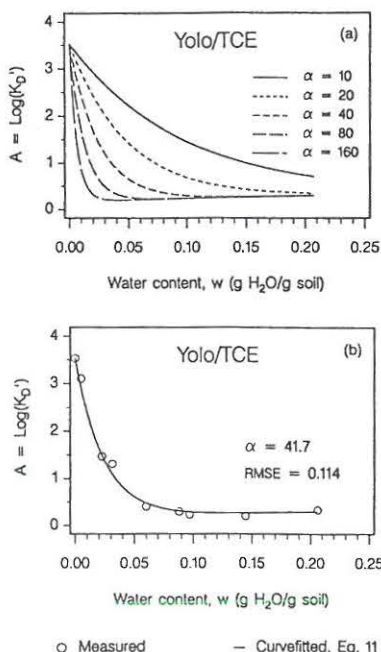 Yolo/TCE
(a)
A = Log(K_D')
4
3
2
1
0
α = 10
α = 20
α = 40
α = 80
α = 160
0.00 0.05 0.10 0.15 0.20 0.25
Water content, w (g H₂O/g soil)
Yolo/TCE
(b)
A = Log(K_D')
4
3
2
1
0
α = 41.7
RMSE = 0.114
0.00 0.05 0.10 0.15 0.20 0.25
Water content, w (g H₂O/g soil)
○ Measured — Curvefitted, Eq. 11